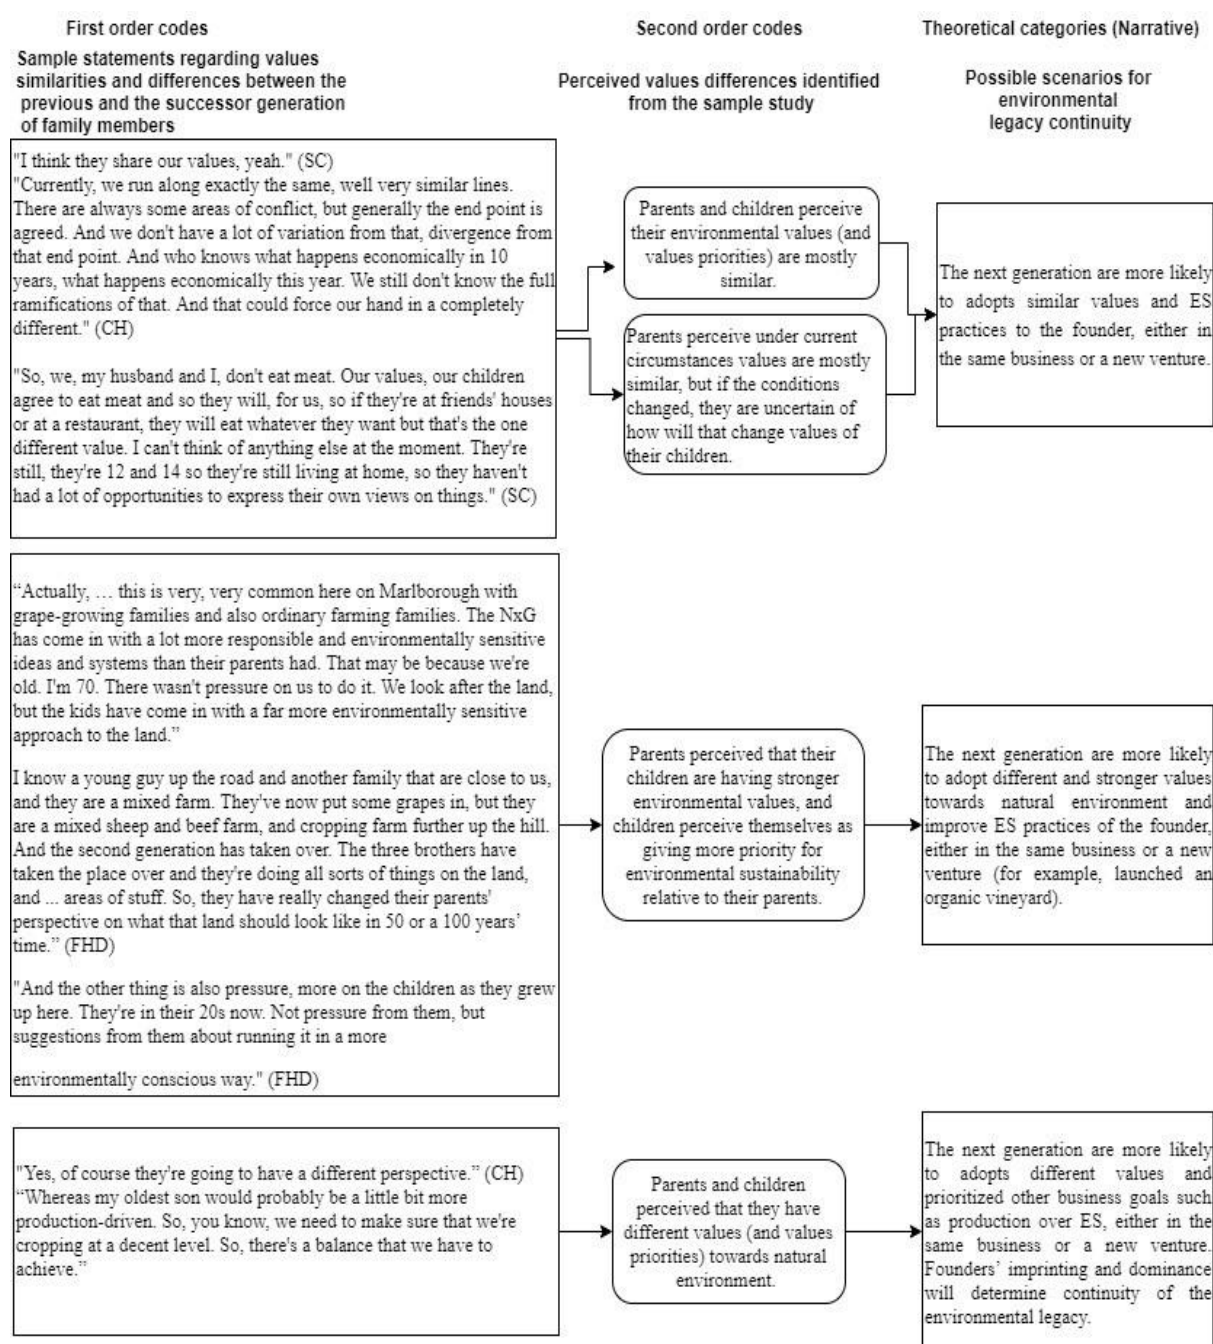 First order codes
Sample statements regarding values
similarities and differences between the
previous and the successor generation
of family members
Second order codes
Perceived values differences identified
from the sample study
Theoretical categories (Narrative)
Possible scenarios for
environmental
legacy continuity
"I think they share our values, yeah." (SC)
"Currently, we run along exactly the same, well very similar lines.
There are always some areas of conflict, but generally the end point is
agreed. And we don't have a lot of variation from that, divergence from
that end point. And who knows what happens economically in 10
years, what happens economically this year. We still don't know the full
ramifications of that. And that could force our hand in a completely
different." (CH)
"So, we, my husband and I, don't eat meat. Our values, our children
agree to eat meat and so they will, for us, so if they're at friends' houses
or at a restaurant, they will eat whatever they want but that's the one
different value. I can't think of anything else at the moment. They're
still, they're 12 and 14 so they're still living at home, so they haven't
had a lot of opportunities to express their own views on things." (SC)
Parents and children perceive
their environmental values (and
values priorities) are mostly
similar.
Parents perceive under current
circumstances values are mostly
similar, but if the conditions
changed, they are uncertain of
how will that change values of
their children.
The next generation are more likely
to adopts similar values and ES
practices to the founder, either in
the same business or a new venture.
“Actually, … this is very, very common here on Marlborough with
grape-growing families and also ordinary farming families. The NxG
has come in with a lot more responsible and environmentally sensitive
ideas and systems than their parents had. That may be because we're
old. I'm 70. There wasn't pressure on us to do it. We look after the land,
but the kids have come in with a far more environmentally sensitive
approach to the land.”
I know a young guy up the road and another family that are close to us,
and they are a mixed farm. They've now put some grapes in, but they
are a mixed sheep and beef farm, and cropping farm further up the hill.
And the second generation has taken over. The three brothers have
taken the place over and they're doing all sorts of things on the land,
and ... areas of stuff. So, they have really changed their parents'
perspective on what that land should look like in 50 or a 100 years’
time.” (FHD)
"And the other thing is also pressure, more on the children as they grew
up here. They're in their 20s now. Not pressure from them, but
suggestions from them about running it in a more
environmentally conscious way." (FHD)
Parents perceived that their
children are having stronger
environmental values, and
children perceive themselves as
giving more priority for
environmental sustainability
relative to their parents.
The next generation are more likely
to adopt different and stronger values
towards natural environment and
improve ES practices of the founder,
either in the same business or a new
venture (for example, launched an
organic vineyard).
"Yes, of course they're going to have a different perspective.” (CH)
“Whereas my oldest son would probably be a little bit more
production-driven. So, you know, we need to make sure that we're
cropping at a decent level. So, there's a balance that we have to
achieve.”
Parents and children
perceived that they have
different values (and values
priorities) towards natural
environment.
The next generation are more likely
to adopts different values and
prioritized other business goals such
as production over ES, either in the
same business or a new venture.
Founders’ imprinting and dominance
will determine continuity of the
environmental legacy.